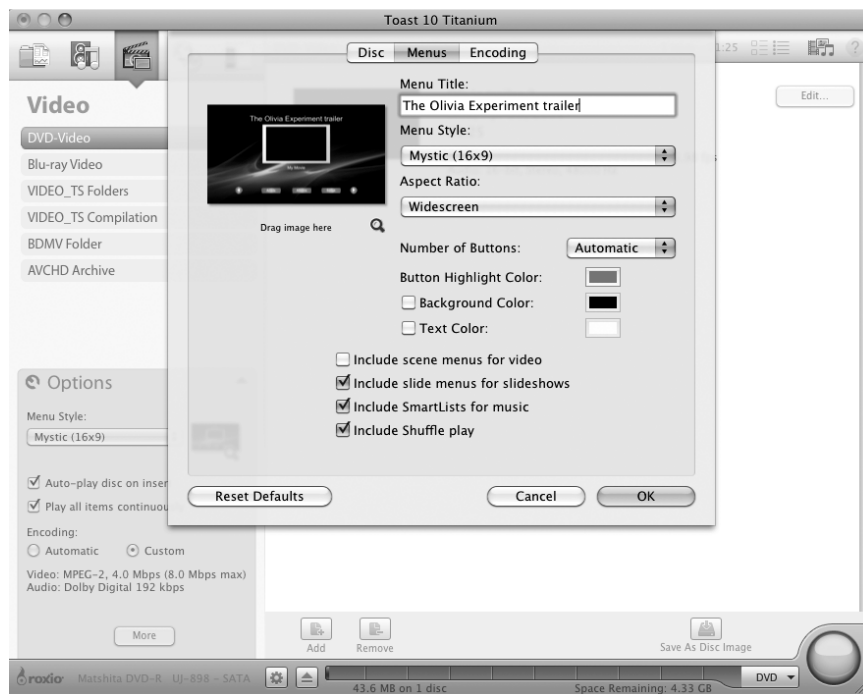 Toast 10 Titanium
Disc Menus Encoding
1:25
Edit...
Video
DVD-Video
Blu-ray Video
VIDEO_TS Folders
VIDEO_TS Compilation
BDMV Folder
AVCHD Archive
Menu Title:
The Olivia Experiment trailer
Menu Style:
Mystic (16x9)
Aspect Ratio:
Widescreen
The Olivia Experiment trailer
My Movie
Drag image here
Number of Buttons: Automatic
Button Highlight Color:
Background Color:
Text Color:
Include scene menus for video
Include slide menus for slideshows
Include SmartLists for music
Include Shuffle play
Reset Defaults Cancel OK
Options
Menu Style:
Mystic (16x9)
Auto-play disc on inser
Play all items continuou
Encoding:
Automatic Custom
Video: MPEG-2, 4.0 Mbps (8.0 Mbps max)
Audio: Dolby Digital 192 kbps
More
Add Remove Save As Disc Image
roxio Matshita DVD-R UJ-898 - SATA
43.6 MB on 1 disc Space Remaining: 4.33 GB
DVD